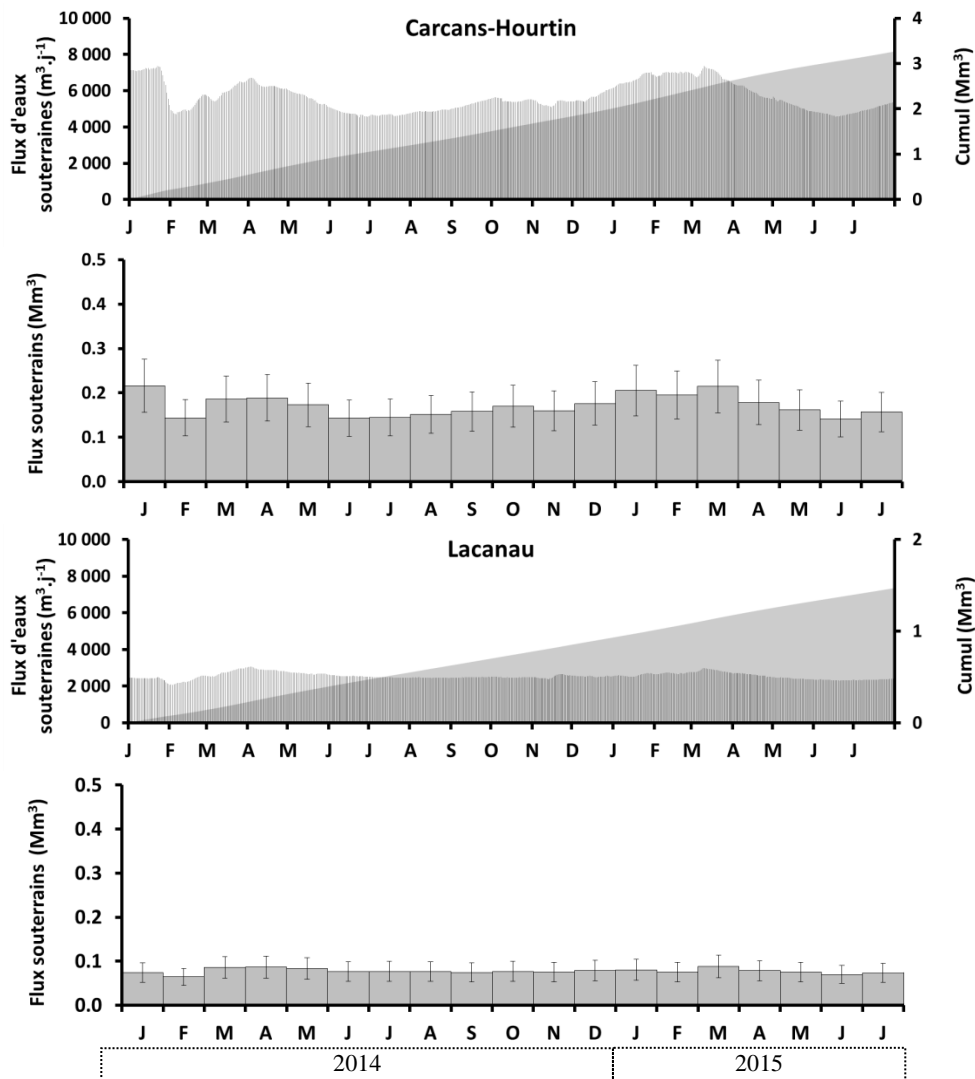 Carcans-Hourtin
Flux d'eaux
souterraines (m³.j⁻¹)
10 000
8 000
6 000
4 000
2 000
0
4
3
2
1
0
Cumul (Mm³)
J F M A M J J A S O N D J F M A M J J
Flux souterrains (Mm³)
0.5
0.4
0.3
0.2
0.1
0.0
J F M A M J J A S O N D J F M A M J J
Lacanau
Flux d'eaux
souterraines (m³.j⁻¹)
10 000
8 000
6 000
4 000
2 000
0
2
1
0
Cumul (Mm³)
J F M A M J J A S O N D J F M A M J J
Flux souterrains (Mm³)
0.5
0.4
0.3
0.2
0.1
0.0
J F M A M J J A S O N D J F M A M J J
2014 2015